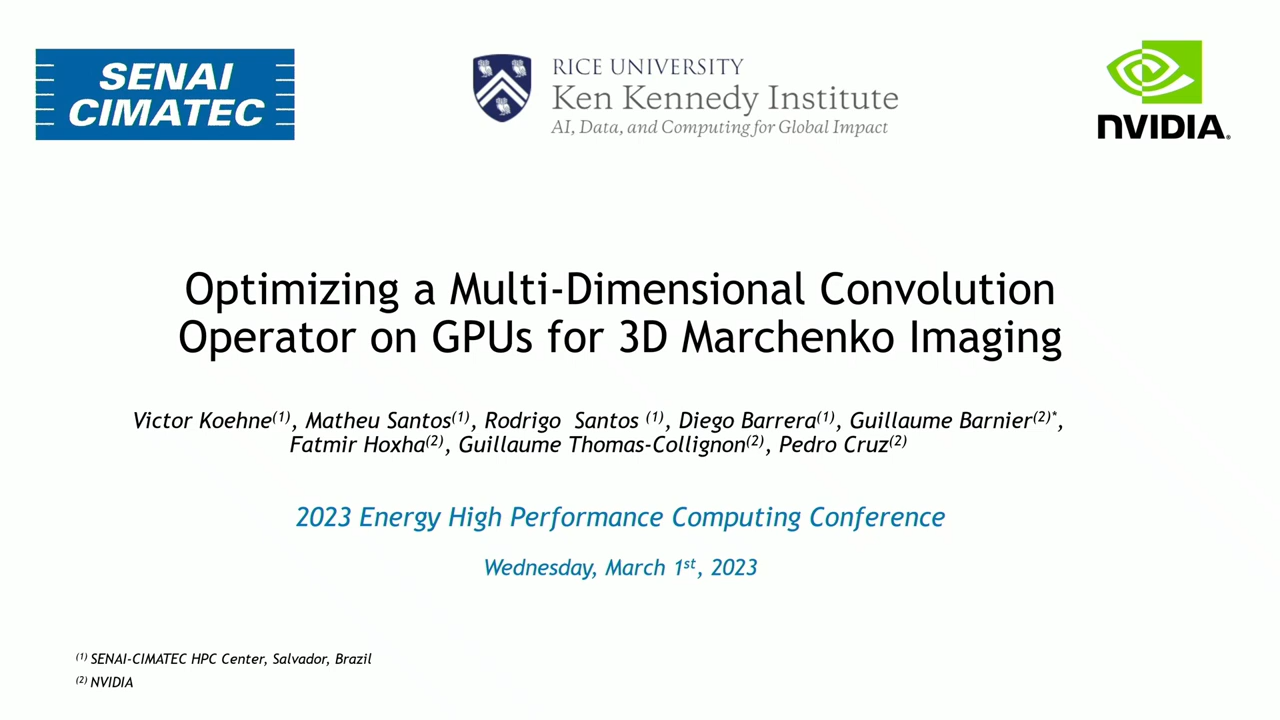 SENAI
CIMATEC
RICE UNIVERSITY
Ken Kennedy Institute
AI, Data, and Computing for Global Impact
NVIDIA.®
Optimizing a Multi-Dimensional Convolution
Operator on GPUs for 3D Marchenko Imaging
Victor Koehne(1), Matheu Santos(1), Rodrigo Santos (1), Diego Barrera(1), Guillaume Barnier(2)*,
Fatmir Hoxha(2), Guillaume Thomas-Collignon(2), Pedro Cruz(2)
2023 Energy High Performance Computing Conference
Wednesday, March 1st, 2023
(1) SENAI-CIMATEC HPC Center, Salvador, Brazil
(2) NVIDIA